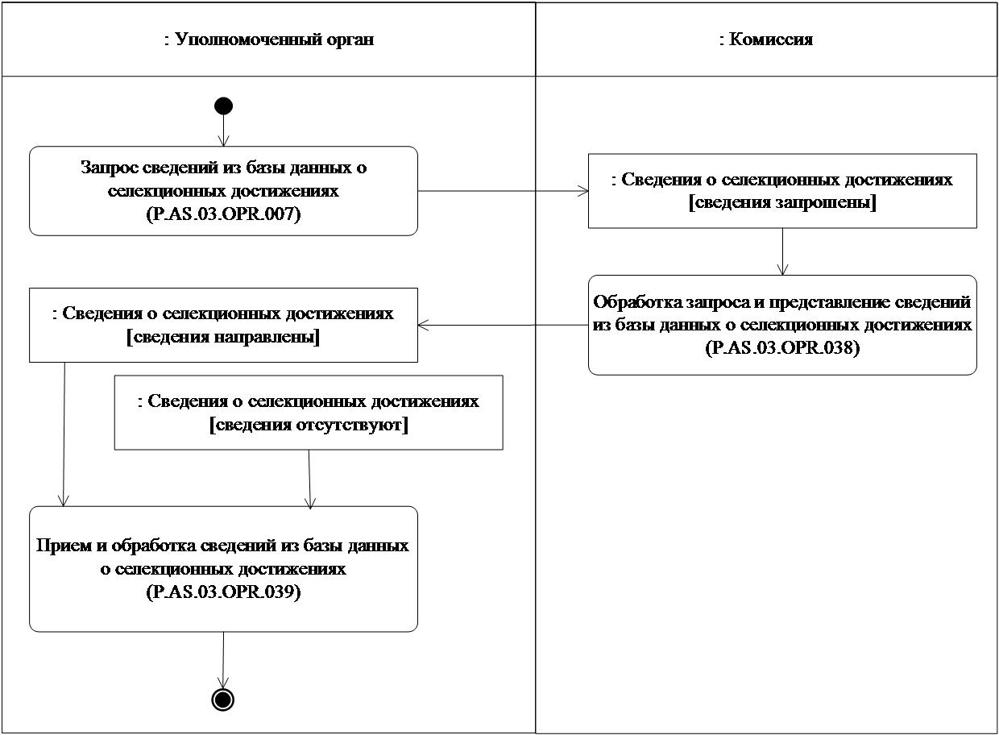 : Уполномоченный орган
: Комиссия
Запрос сведений из базы данных о
селекционных достижениях
(P.AS.03.OPR.007)
: Сведения о селекционных достижениях
[сведения запрошены]
Обработка запроса и представление сведений
из базы данных о селекционных достижениях
(P.AS.03.OPR.038)
: Сведения о селекционных достижениях
[сведения направлены]
: Сведения о селекционных достижениях
[сведения отсутствуют]
Прием и обработка сведений из базы данных
о селекционных достижениях
(P.AS.03.OPR.039)